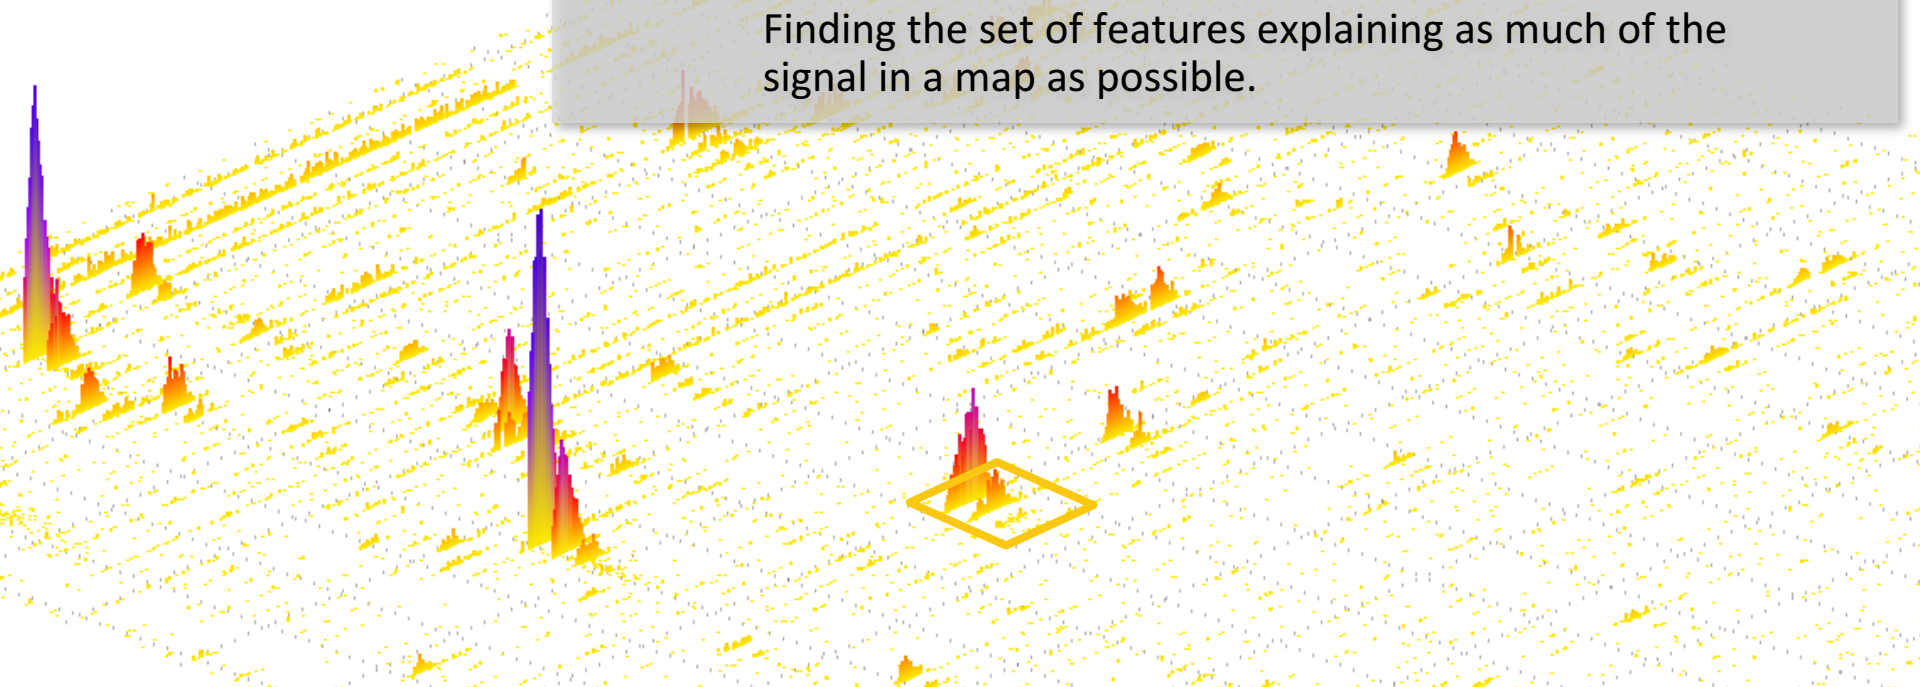 Finding the set of features explaining as much of the
signal in a map as possible.